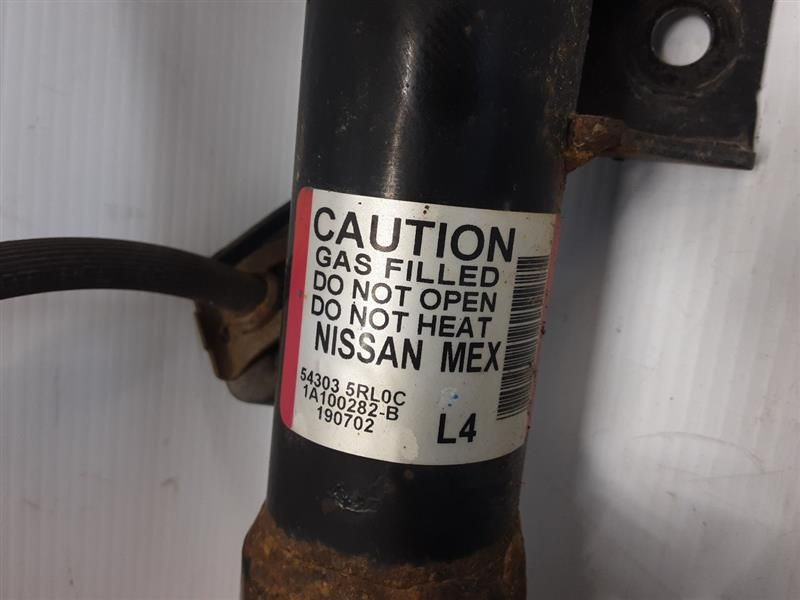 CAUTION
GAS FILLED
DO NOT OPEN
DO NOT HEAT
NISSAN MEX
54303 5RL0C
1A100282-B
190702
L4